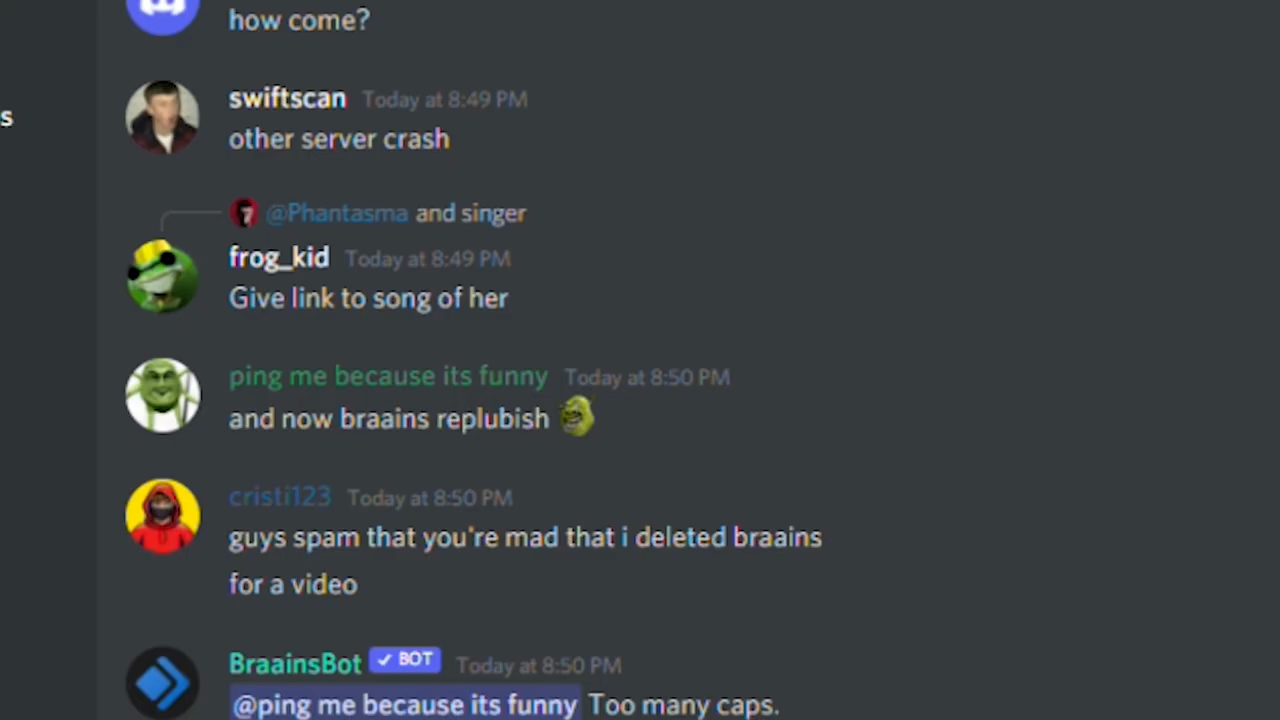 how come?
s
swiftscan Today at 8:49 PM
other server crash
@Phantasma and singer
frog_kid Today at 8:49 PM
Give link to song of her
ping me because its funny Today at 8:50 PM
and now braains replubish
cristi123 Today at 8:50 PM
guys spam that you're mad that i deleted braains
for a video
BraainsBot BOT Today at 8:50 PM
@ping me because its funny Too many caps.